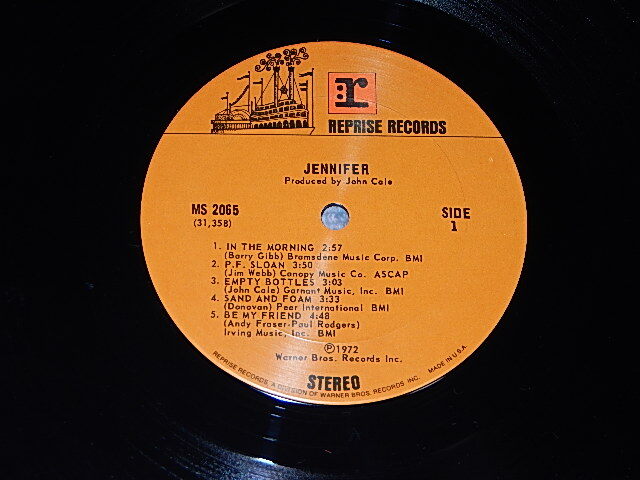 r
REPRISE RECORDS
JENNIFER
Produced by John Cale
MS 2065
(31,358)
SIDE
1
1. IN THE MORNING 2:57
(Barry Gibb) Bramsdene Music Corp. BMI
2. P.F. SLOAN 3:50
(Jim Webb) Canopy Music Co. ASCAP
3. EMPTY BOTTLES 3:03
(John Cale) Garnant Music, Inc. BMI
4. SAND AND FOAM 3:33
(Donovan) Peer International BMI
5. BE MY FRIEND 4:48
(Andy Fraser-Paul Rodgers)
Irving Music, Inc. BMI
Ⓟ1972
Warner Bros. Records Inc.
STEREO
REPRISE RECORDS, A DIVISION OF WARNER BROS. RECORDS INC. MADE IN U.S.A.